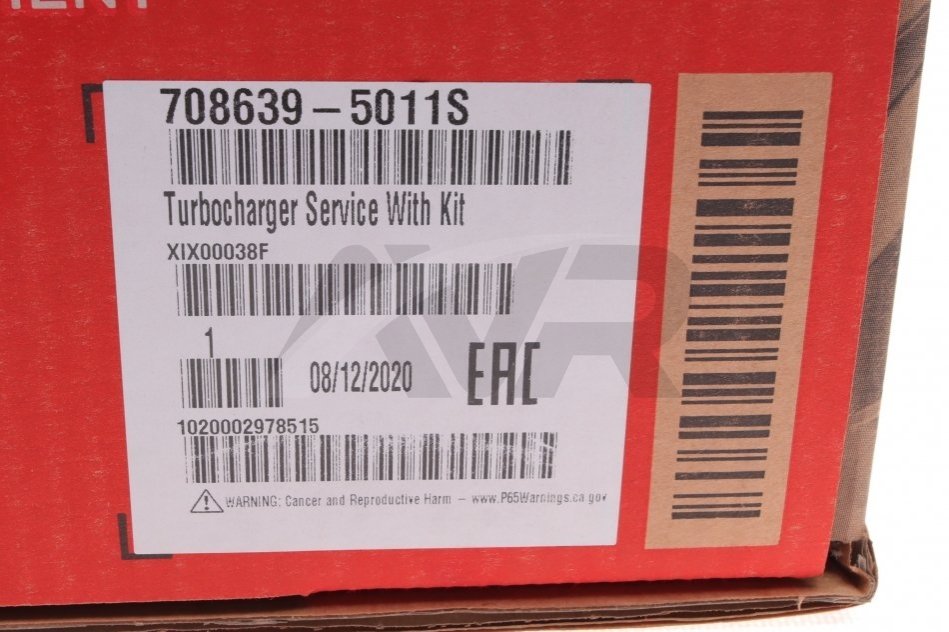 708639-5011S
Turbocharger Service With Kit
XIX00038F
1
08/12/2020
EAC
1020002978515
WARNING: Cancer and Reproductive Harm - www.P65Warnings.ca.gov
AVR